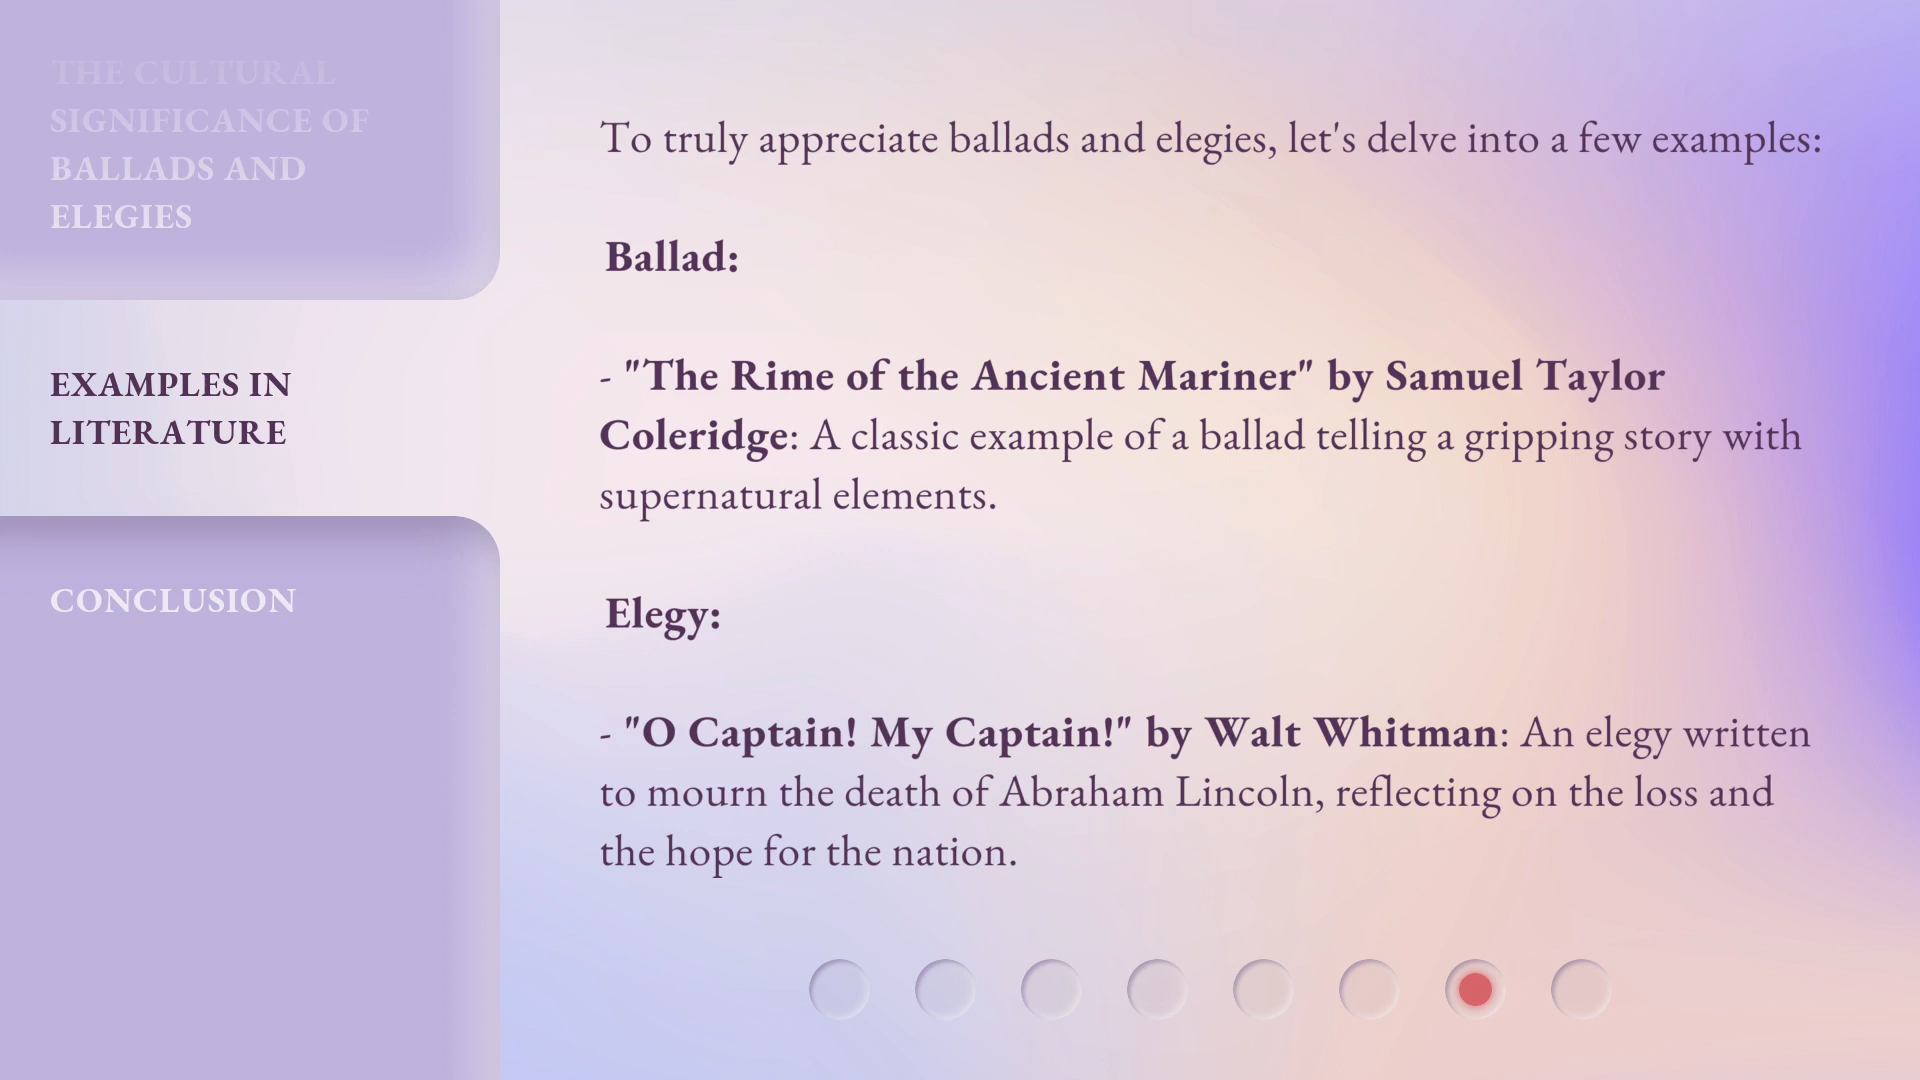 THE CULTURAL
SIGNIFICANCE OF
BALLADS AND
ELEGIES
EXAMPLES IN
LITERATURE
CONCLUSION
To truly appreciate ballads and elegies, let's delve into a few examples:
Ballad:
- "The Rime of the Ancient Mariner" by Samuel Taylor
Coleridge: A classic example of a ballad telling a gripping story with
supernatural elements.
Elegy:
- "O Captain! My Captain!" by Walt Whitman: An elegy written
to mourn the death of Abraham Lincoln, reflecting on the loss and
the hope for the nation.